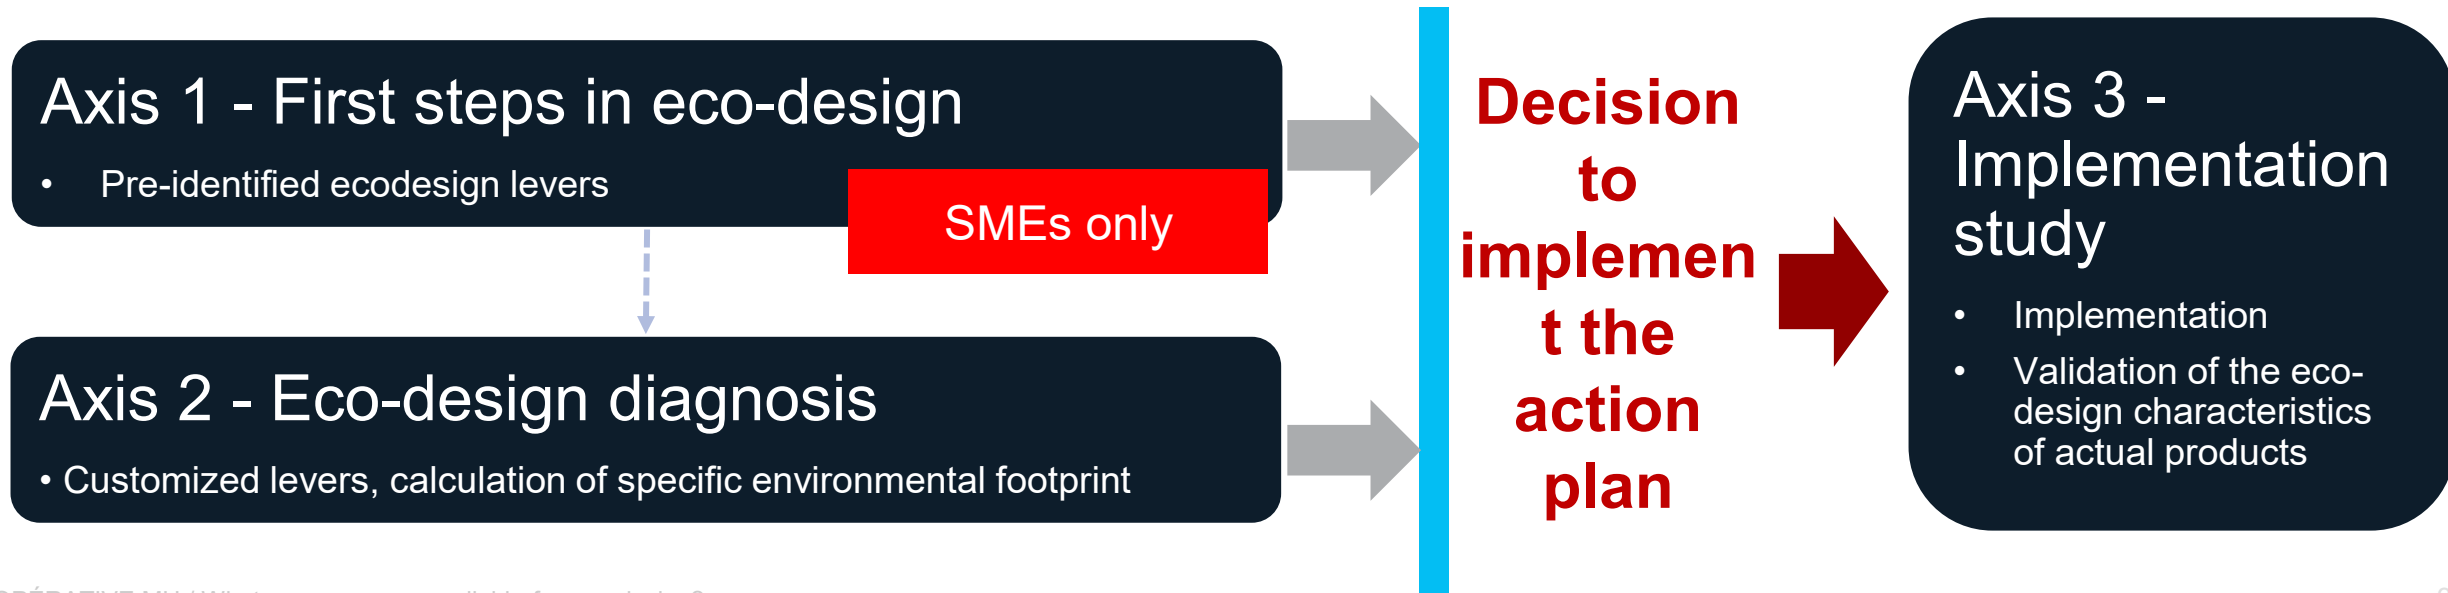 Axis 1 - First steps in eco-design
• Pre-identified ecodesign levers
SMEs only
Axis 2 - Eco-design diagnosis
• Customized levers, calculation of specific environmental footprint
Decision
to
implemen
t the
action
plan
Axis 3 -
Implementation
study
• Implementation
• Validation of the eco-
design characteristics
of actual products